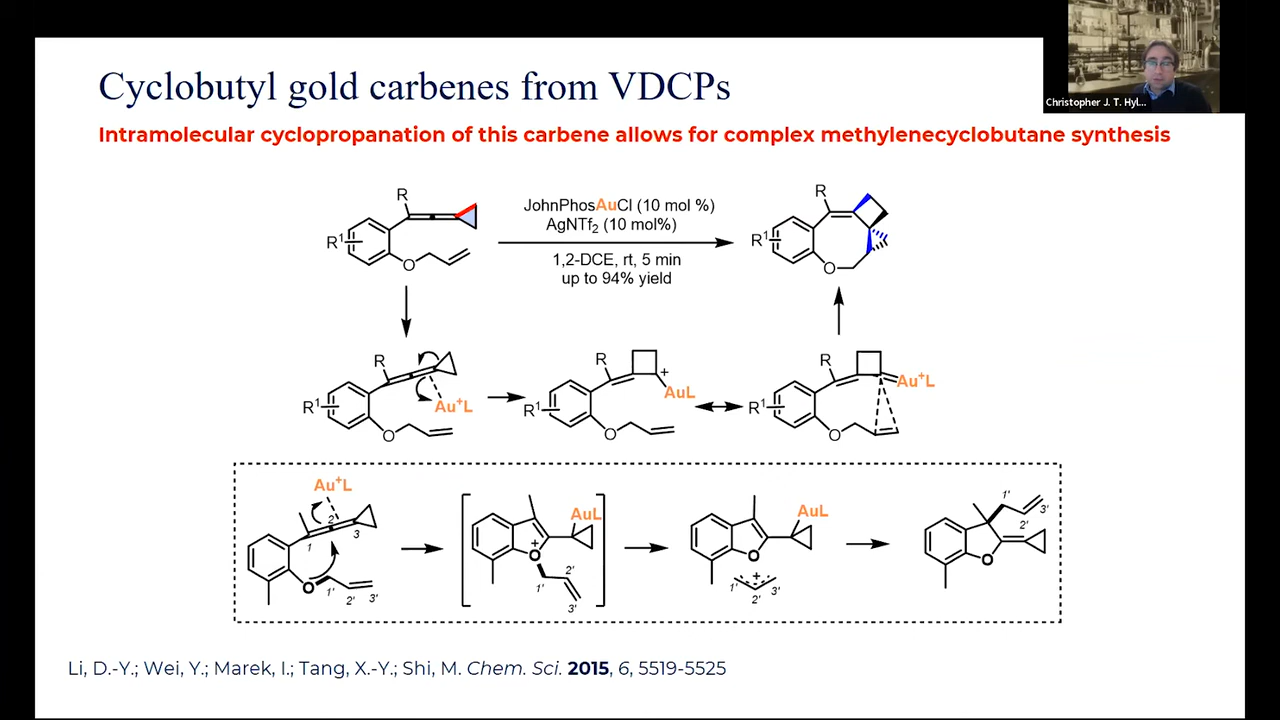 Cyclobutyl gold carbenes from VDCPs
Christopher J. T. Hyl...
Intramolecular cyclopropanation of this carbene allows for complex methylenecyclobutane synthesis
R
R¹
O
JohnPhosAuCl (10 mol %)
AgNTf₂ (10 mol%)
1,2-DCE, rt, 5 min
up to 94% yield
R
R¹
O
R
R¹
Au⁺L
O
R
+
AuL
R¹
O
R
Au⁺L
R¹
O
Au⁺L
2
1
3
O
1'
2'
3'
AuL
+
O
1'
2'
3'
AuL
O
+
1'
2'
3'
1'
2'
3'
O
Li, D.-Y.; Wei, Y.; Marek, I.; Tang, X.-Y.; Shi, M. Chem. Sci. 2015, 6, 5519-5525